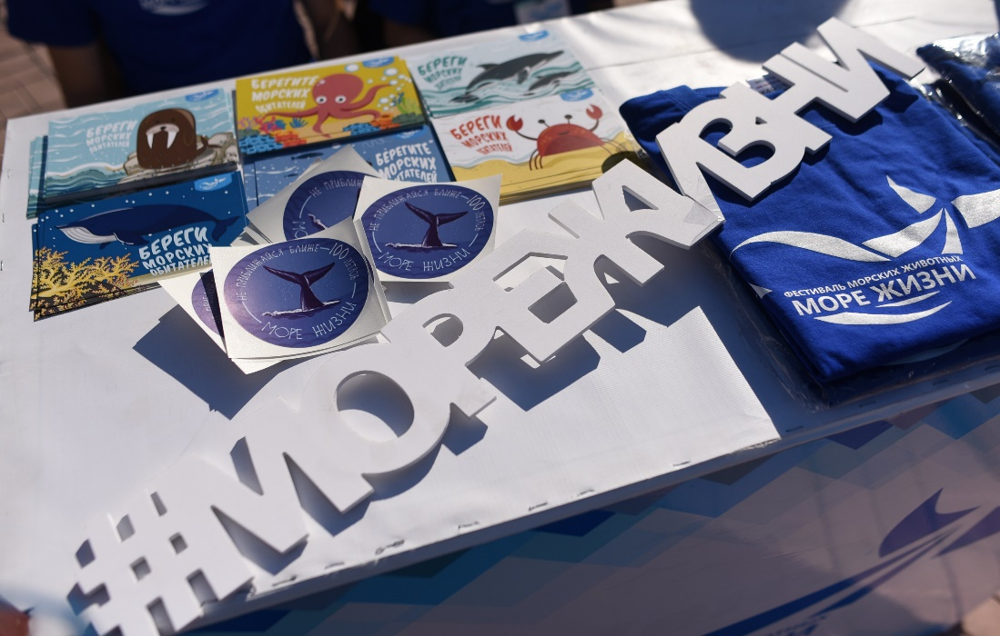 БЕРЕГИ
МОРСКИХ
ОБИТАТЕЛЕЙ
БЕРЕГИТЕ
МОРСКИХ
ОБИТАТЕЛЕЙ
БЕРЕГИ
МОРСКИХ
ОБИТАТЕЛЕЙ
БЕРЕГИ
МОРСКИХ
ОБИТАТЕЛЕЙ
БЕРЕГИТЕ
МОРСКИХ
ОБИТАТЕЛЕЙ
БЕРЕГИ
МОРСКИХ
ОБИТАТЕЛЕЙ
НЕ ПРИБЛИЖАЙСЯ
НЕ ПРИБЛИЖАЙСЯ БЛИЖЕ 100 МЕТРОВ
МОРЕ ЖИЗНИ
НЕ ПРИБЛИЖАЙСЯ БЛИЖЕ 100 МЕТРОВ
МОРЕ ЖИЗНИ
#МОРЕЖИЗНИ
ФЕСТИВАЛЬ МОРСКИХ ЖИВОТНЫХ
МОРЕ ЖИЗНИ